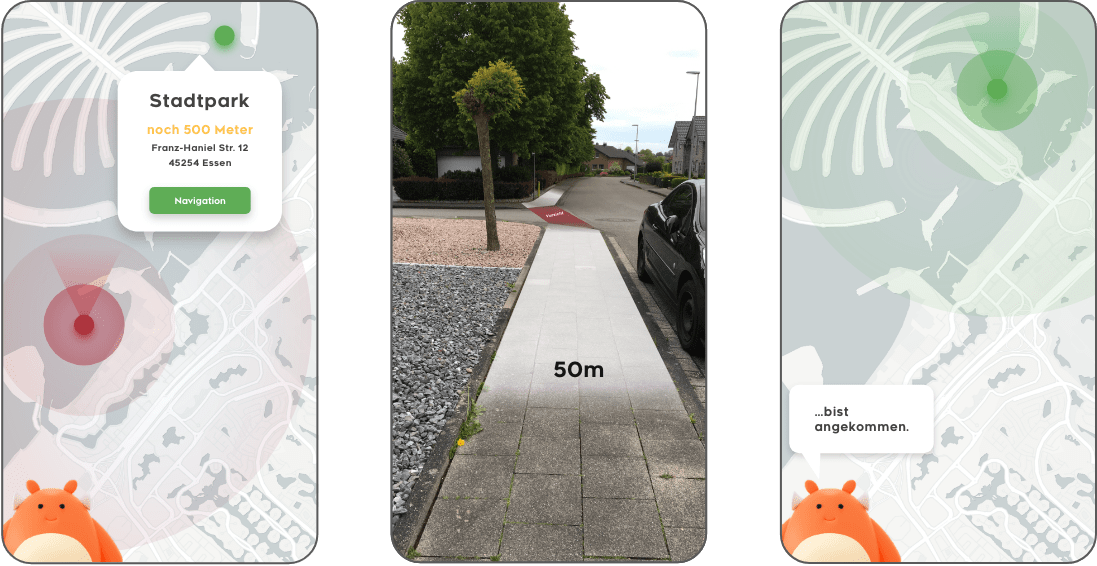 Stadtpark
noch 500 Meter
Franz-Haniel Str. 12
45254 Essen
Navigation
50m
...bist
angekommen.